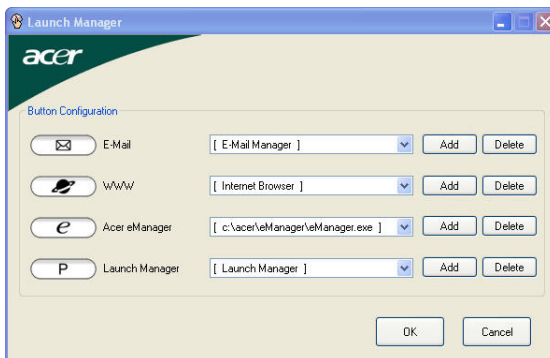 Launch Manager
acer
Button Configuration
E-Mail [ E-Mail Manager ] Add Delete
WWW [ Internet Browser ] Add Delete
e Acer eManager [ c:\acer\eManager\eManager.exe ] Add Delete
P Launch Manager [ Launch Manager ] Add Delete
OK Cancel